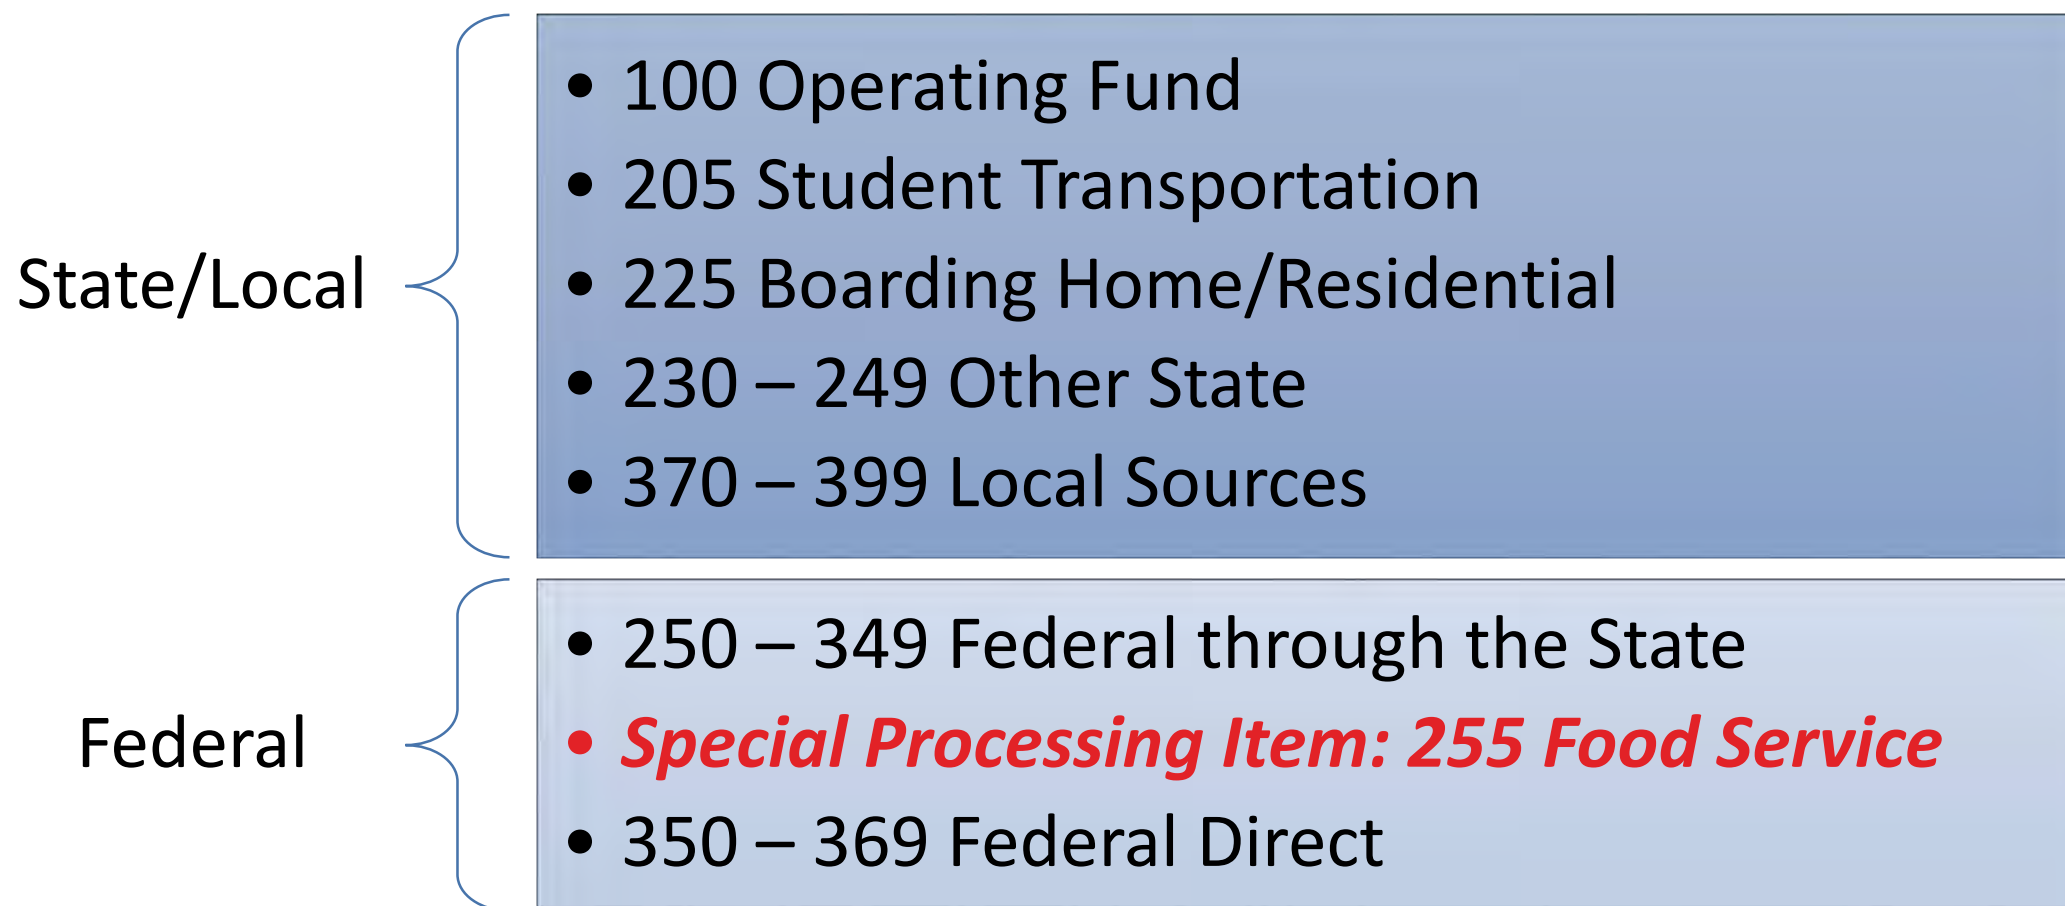 State/Local
• 100 Operating Fund
• 205 Student Transportation
• 225 Boarding Home/Residential
• 230 – 249 Other State
• 370 – 399 Local Sources
Federal
• 250 – 349 Federal through the State
• Special Processing Item: 255 Food Service
• 350 – 369 Federal Direct